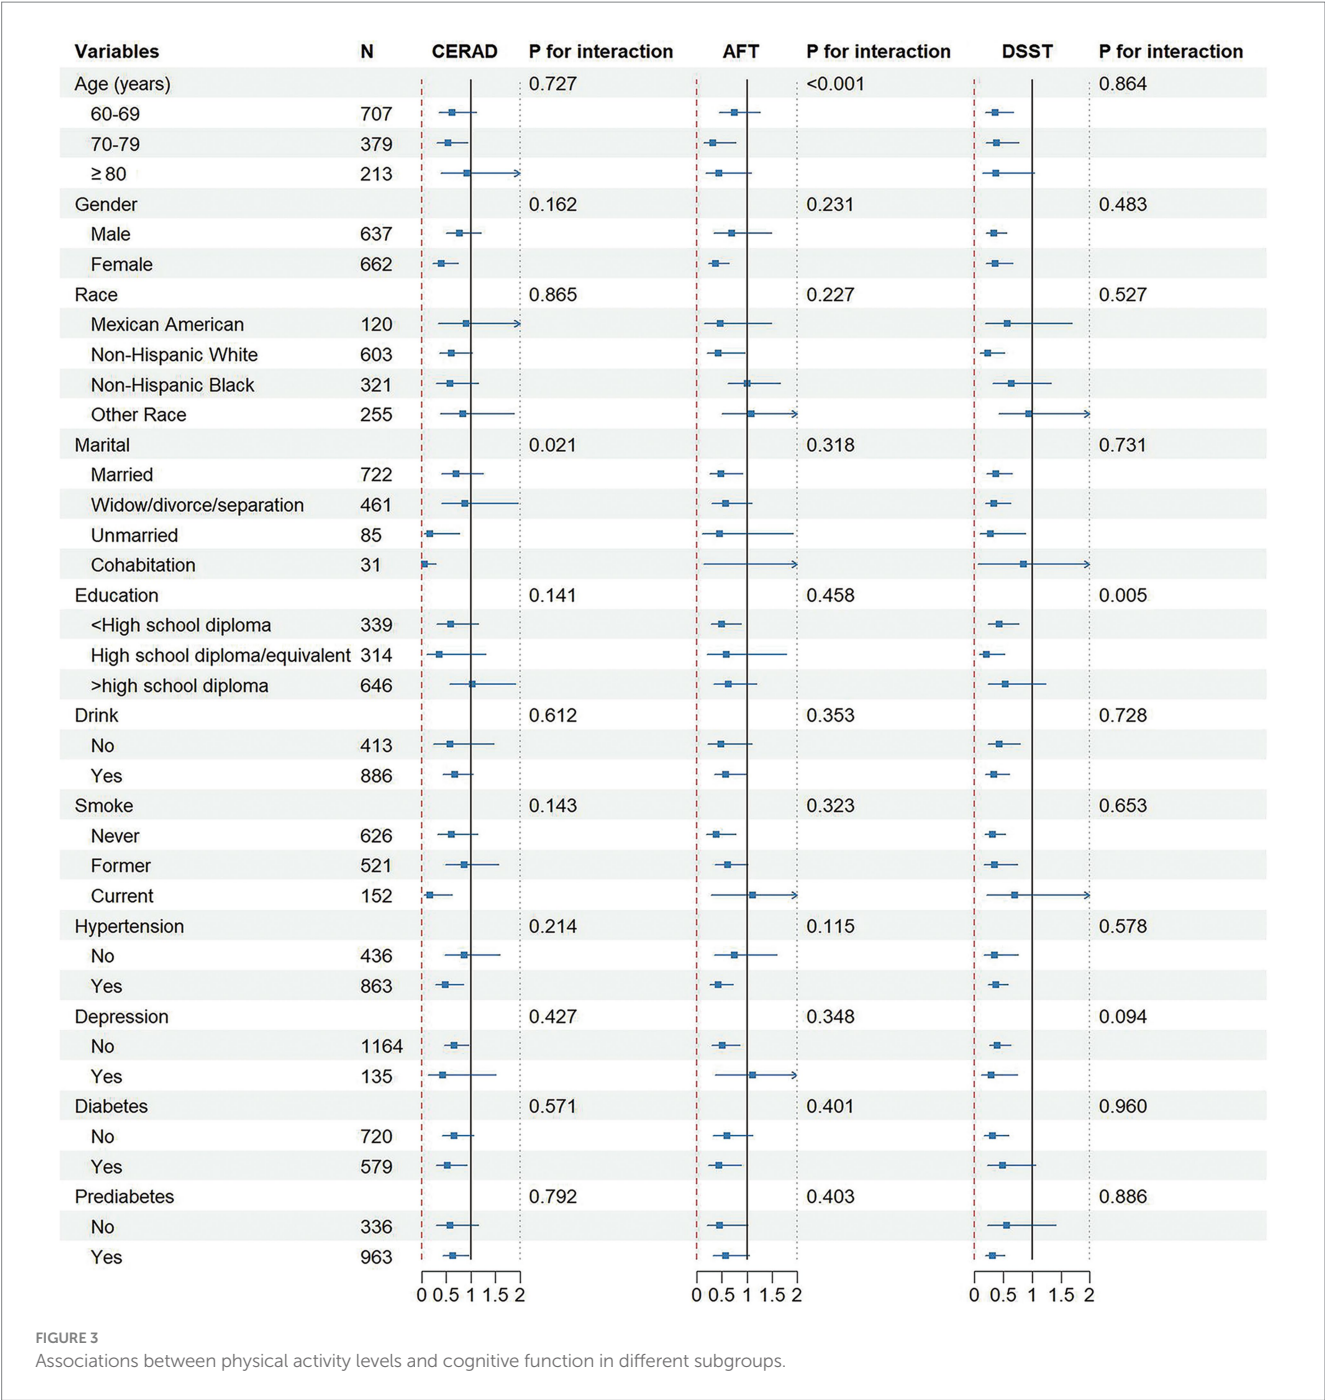 Variables N CERAD P for interaction AFT P for interaction DSST P for interaction
Age (years) 0.727 <0.001 0.864
60-69 707
70-79 379
≥ 80 213
Gender 0.162 0.231 0.483
Male 637
Female 662
Race 0.865 0.227 0.527
Mexican American 120
Non-Hispanic White 603
Non-Hispanic Black 321
Other Race 255
Marital 0.021 0.318 0.731
Married 722
Widow/divorce/separation 461
Unmarried 85
Cohabitation 31
Education 0.141 0.458 0.005
<High school diploma 339
High school diploma/equivalent 314
>high school diploma 646
Drink 0.612 0.353 0.728
No 413
Yes 886
Smoke 0.143 0.323 0.653
Never 626
Former 521
Current 152
Hypertension 0.214 0.115 0.578
No 436
Yes 863
Depression 0.427 0.348 0.094
No 1164
Yes 135
Diabetes 0.571 0.401 0.960
No 720
Yes 579
Prediabetes 0.792 0.403 0.886
No 336
Yes 963
0 0.5 1 1.5 2 0 0.5 1 1.5 2 0 0.5 1 1.5 2
FIGURE 3
Associations between physical activity levels and cognitive function in different subgroups.